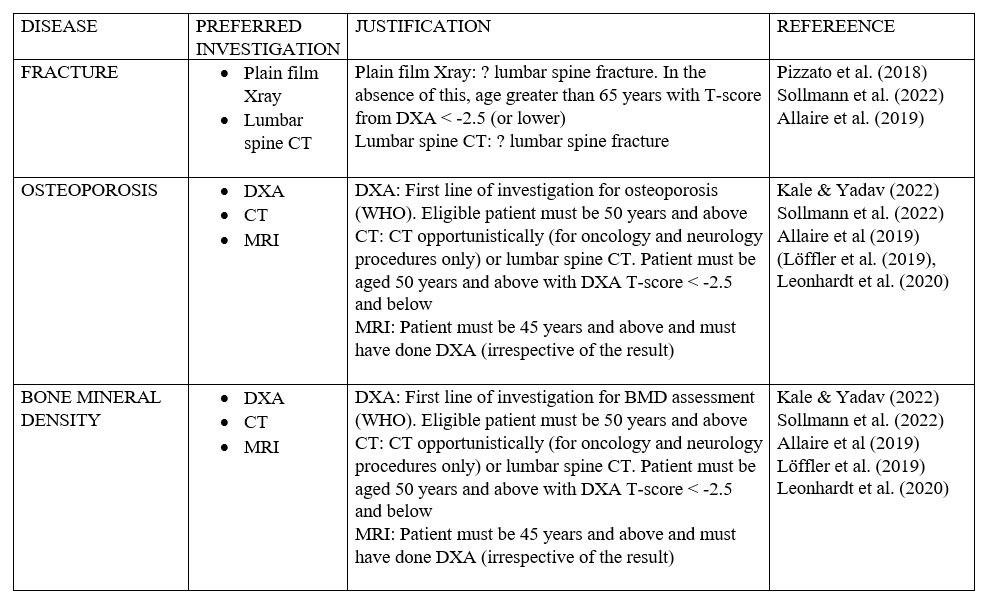 DISEASE
PREFERRED
INVESTIGATION
JUSTIFICATION
REFEREENCE
FRACTURE
• Plain film
Xray
• Lumbar
spine CT
Plain film Xray: ? lumbar spine fracture. In the
absence of this, age greater than 65 years with T-score
from DXA < -2.5 (or lower)
Lumbar spine CT: ? lumbar spine fracture
Pizzato et al. (2018)
Sollmann et al. (2022)
Allaire et al. (2019)
OSTEOPOROSIS
• DXA
• CT
• MRI
DXA: First line of investigation for osteoporosis
(WHO). Eligible patient must be 50 years and above
CT: CT opportunistically (for oncology and neurology
procedures only) or lumbar spine CT. Patient must be
aged 50 years and above with DXA T-score < -2.5
and below
MRI: Patient must be 45 years and above and must
have done DXA (irrespective of the result)
Kale & Yadav (2022)
Sollmann et al. (2022)
Allaire et al (2019)
(Löffler et al. (2019),
Leonhardt et al. (2020)
BONE MINERAL
DENSITY
• DXA
• CT
• MRI
DXA: First line of investigation for BMD assessment
(WHO). Eligible patient must be 50 years and above
CT: CT opportunistically (for oncology and neurology
procedures only) or lumbar spine CT. Patient must be
aged 50 years and above with DXA T-score < -2.5
and below
MRI: Patient must be 45 years and above and must
have done DXA (irrespective of the result)
Kale & Yadav (2022)
Sollmann et al. (2022)
Allaire et al (2019)
Löffler et al. (2019)
Leonhardt et al. (2020)